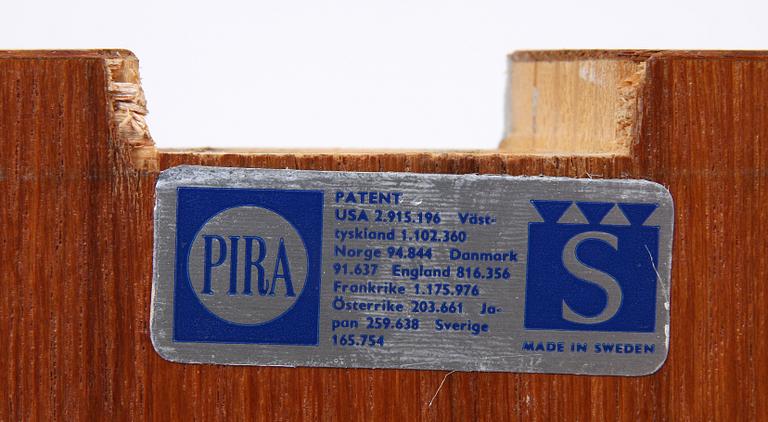 PIRA
PATENT
USA 2.915.196 Väst-
tyskland 1.102.360
Norge 94.844 Danmark
91.637 England 816.356
Frankrike 1.175.976
Österrike 203.661 Ja-
pan 259.638 Sverige
165.754
S
MADE IN SWEDEN